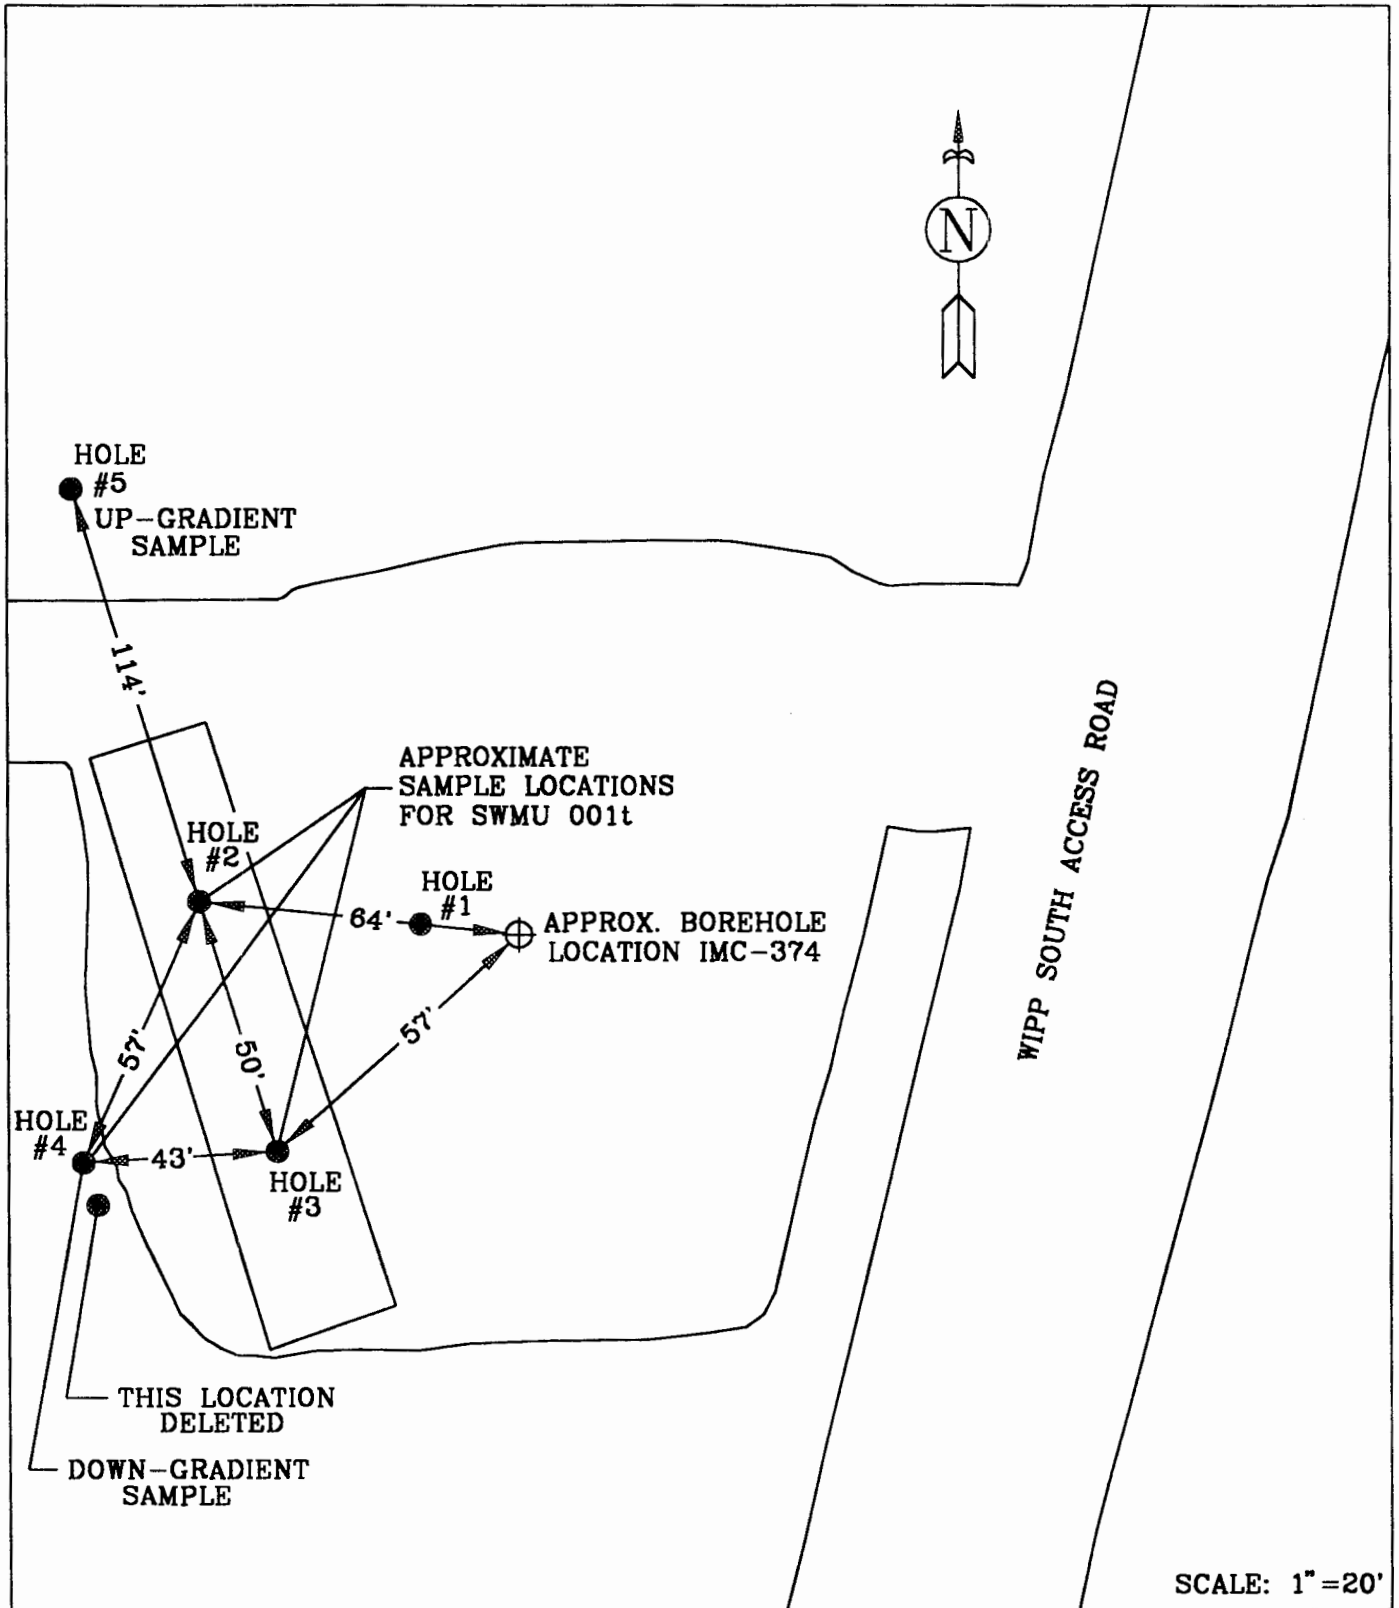 N
HOLE
#5
UP-GRADIENT
SAMPLE
114'
APPROXIMATE
SAMPLE LOCATIONS
FOR SWMU 001t
HOLE
#2
HOLE
#1
64'
APPROX. BOREHOLE
LOCATION IMC-374
WIPP SOUTH ACCESS ROAD
57'
50'
57'
HOLE
#4
43'
HOLE
#3
THIS LOCATION
DELETED
DOWN-GRADIENT
SAMPLE
SCALE: 1"=20'